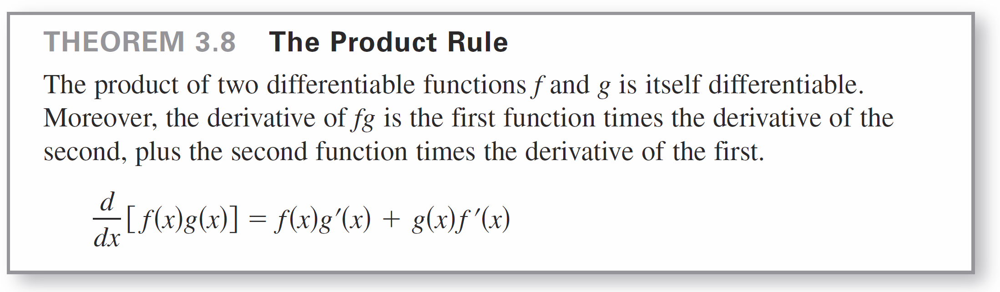 THEOREM 3.8 The Product Rule
The product of two differentiable functions f and g is itself differentiable.
Moreover, the derivative of fg is the first function times the derivative of the
second, plus the second function times the derivative of the first.
d/dx [f(x)g(x)] = f(x)g′(x) + g(x)f′(x)